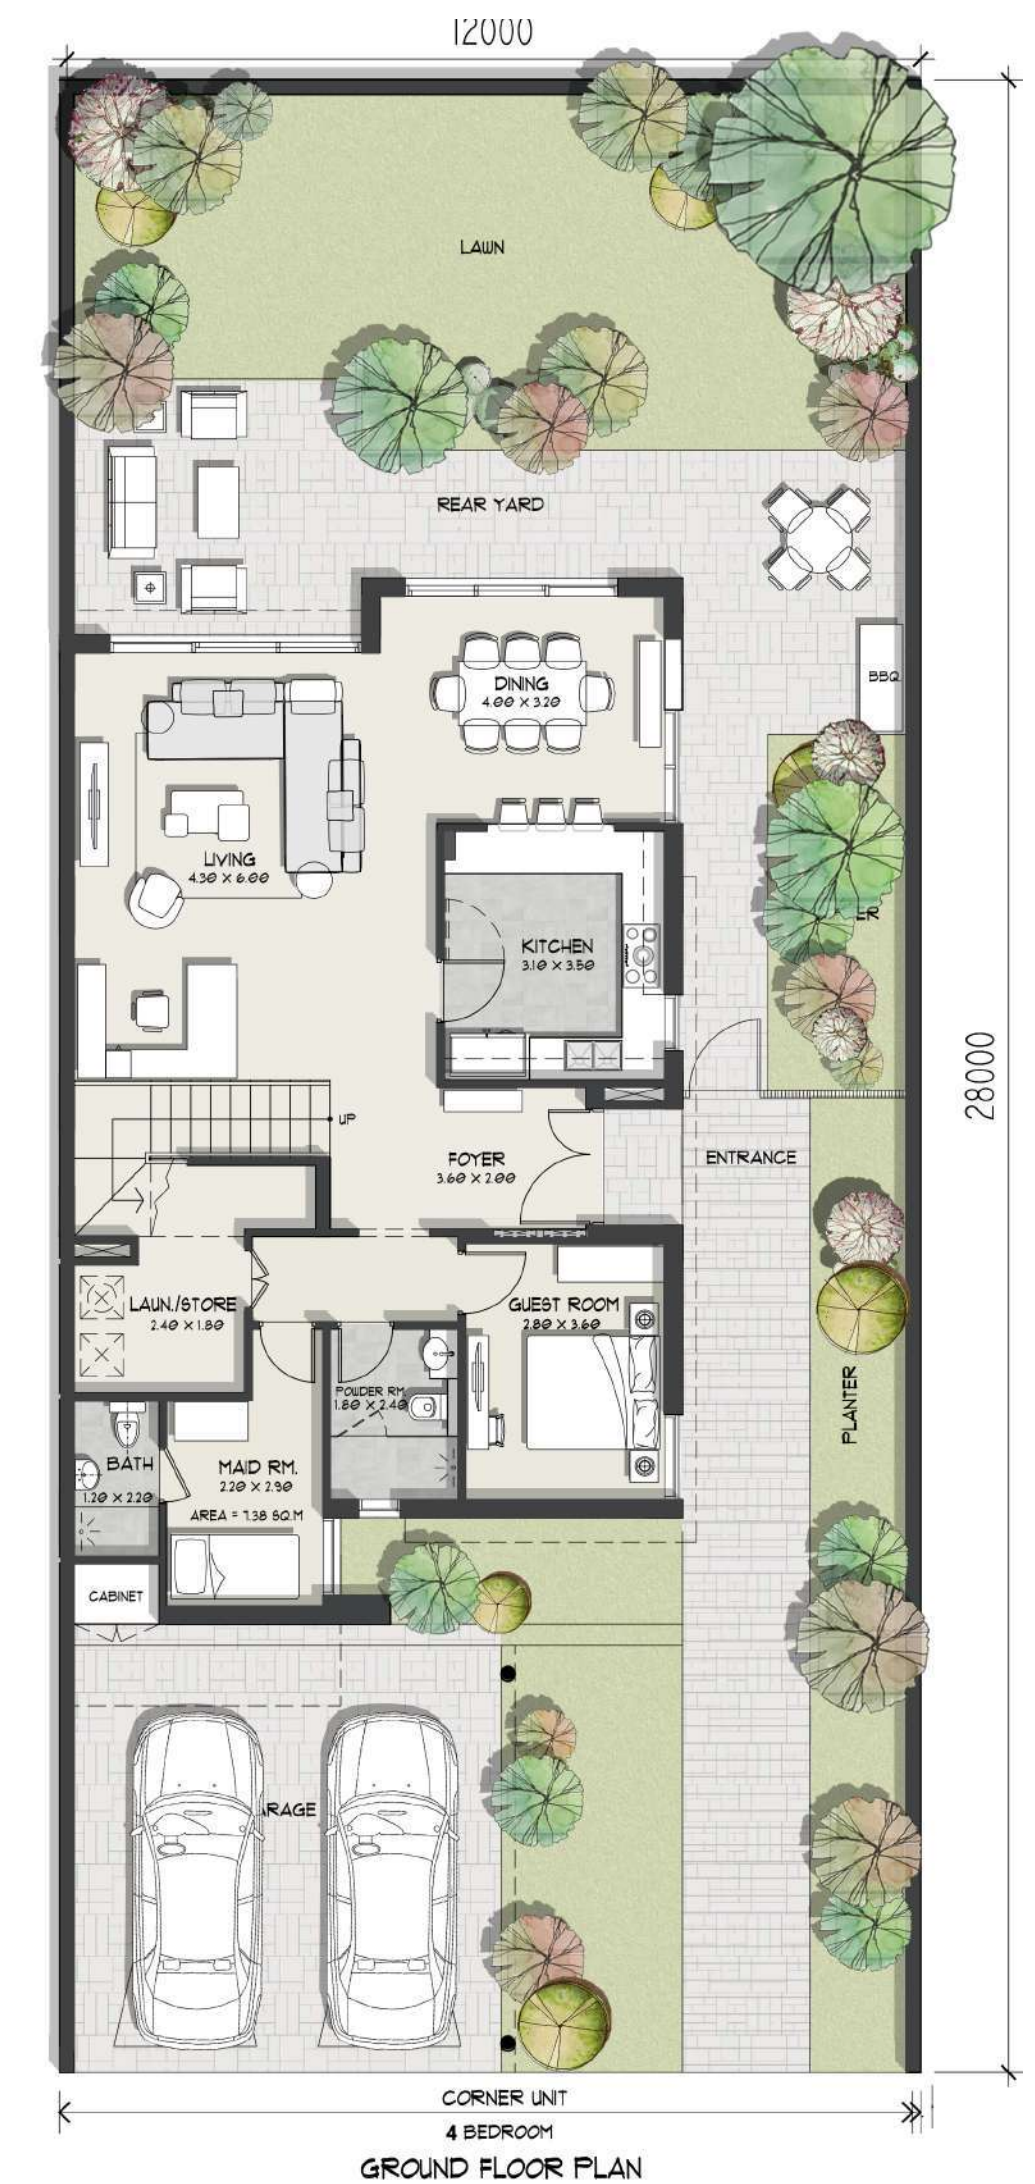 12000
LAWN
REAR YARD
DINING
4.00 X 3.20
BBQ
LIVING
4.30 X 6.00
KITCHEN
3.10 X 3.50
28000
UP
FOYER
3.60 X 2.00
ENTRANCE
LAUN./STORE
2.40 X 1.80
GUEST ROOM
2.80 X 3.60
POWDER RM.
1.80 X 2.40
PLANTER
BATH
1.20 X 2.20
MAID RM.
2.20 X 2.90
AREA = 7.38 SQ.M
CABINET
ARAGE
CORNER UNIT
4 BEDROOM
GROUND FLOOR PLAN